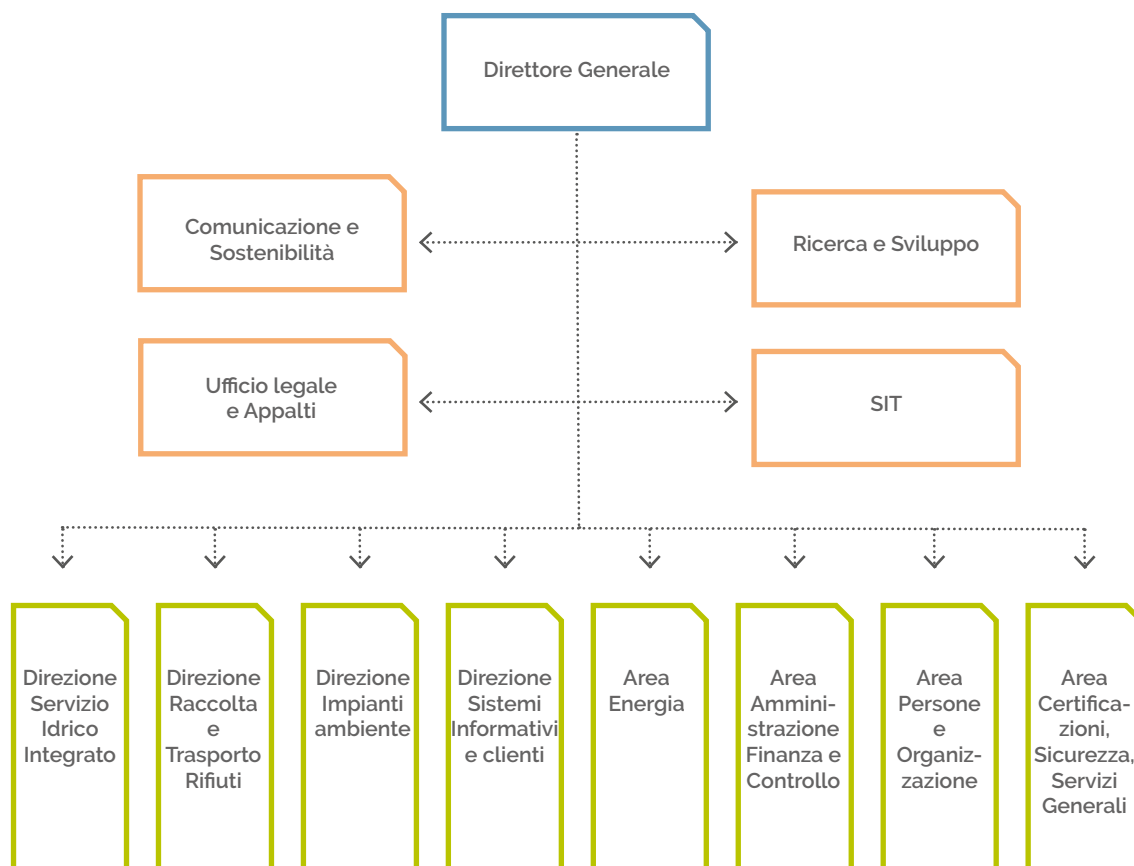 Direttore Generale
Comunicazione e
Sostenibilità
Ricerca e Sviluppo
Ufficio legale
e Appalti
SIT
Direzione
Servizio
Idrico
Integrato
Direzione
Raccolta
e
Trasporto
Rifiuti
Direzione
Impianti
ambiente
Direzione
Sistemi
Informativi
e clienti
Area
Energia
Area
Ammini-
strazione
Finanza e
Controllo
Area
Persone
e
Organiz-
zazione
Area
Certifica-
zioni,
Sicurezza,
Servizi
Generali